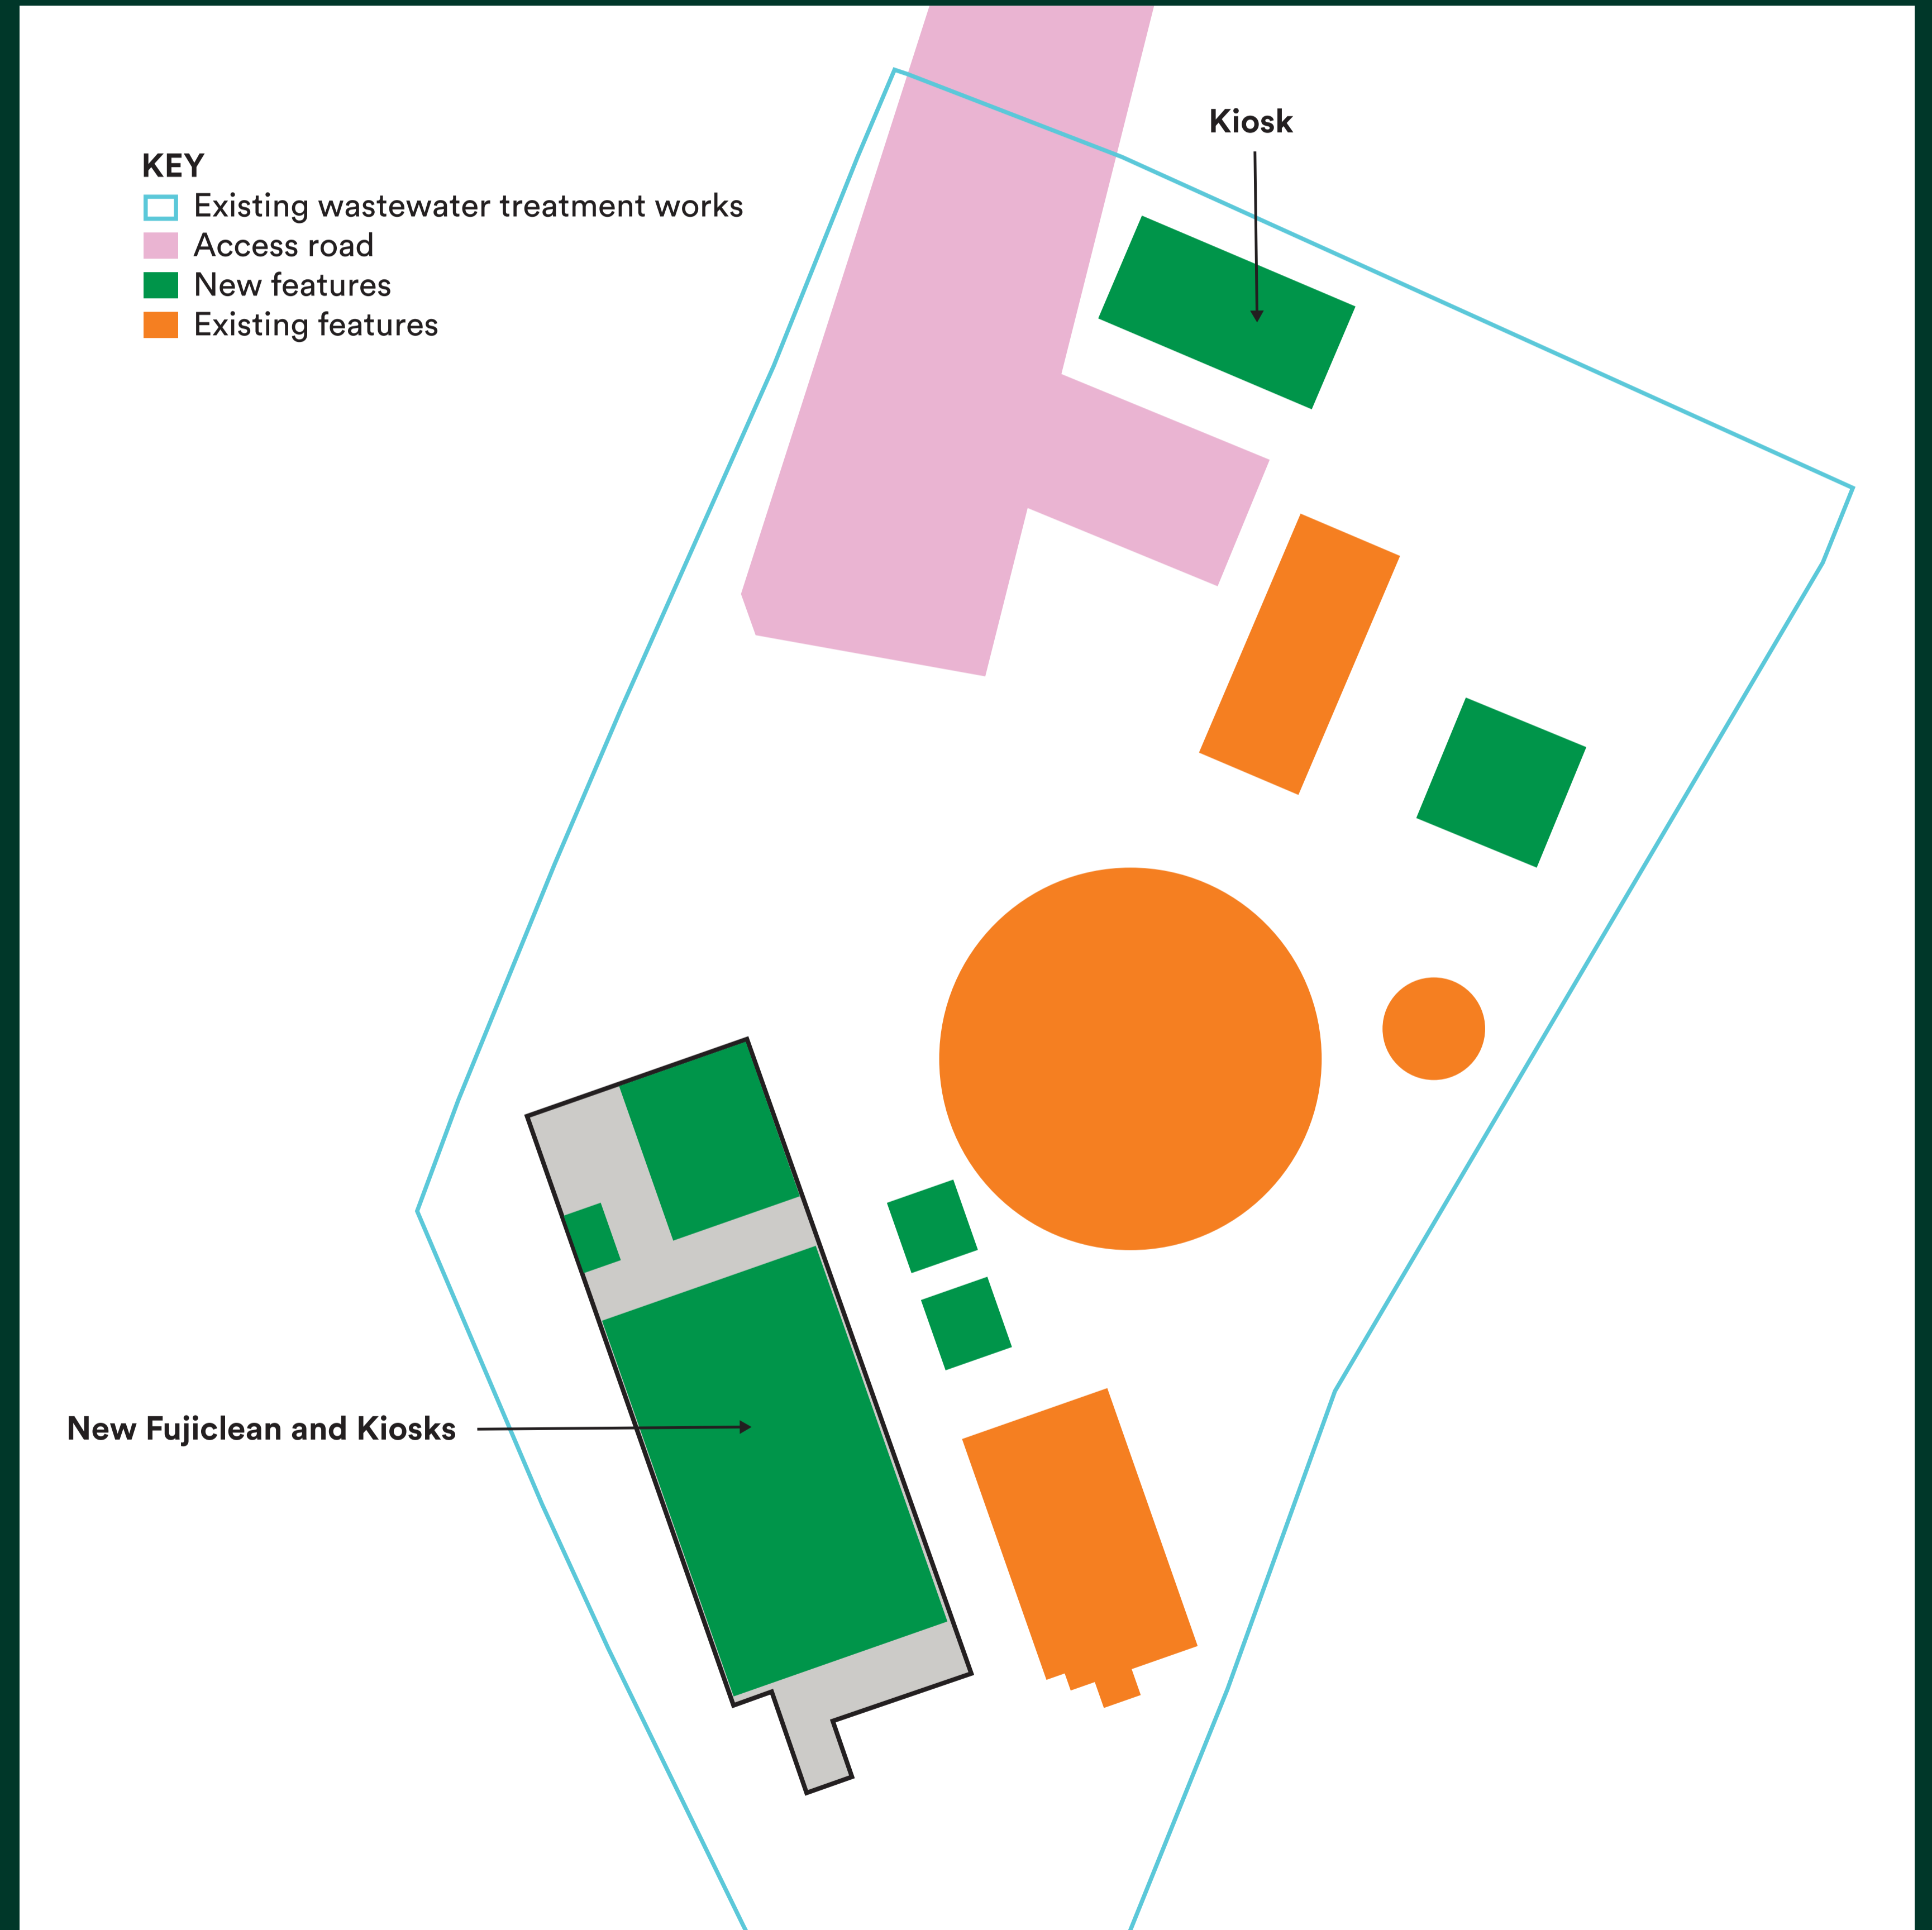 KEY
Existing wastewater treatment works
Access road
New features
Existing features
Kiosk
New Fujiclean and Kiosks